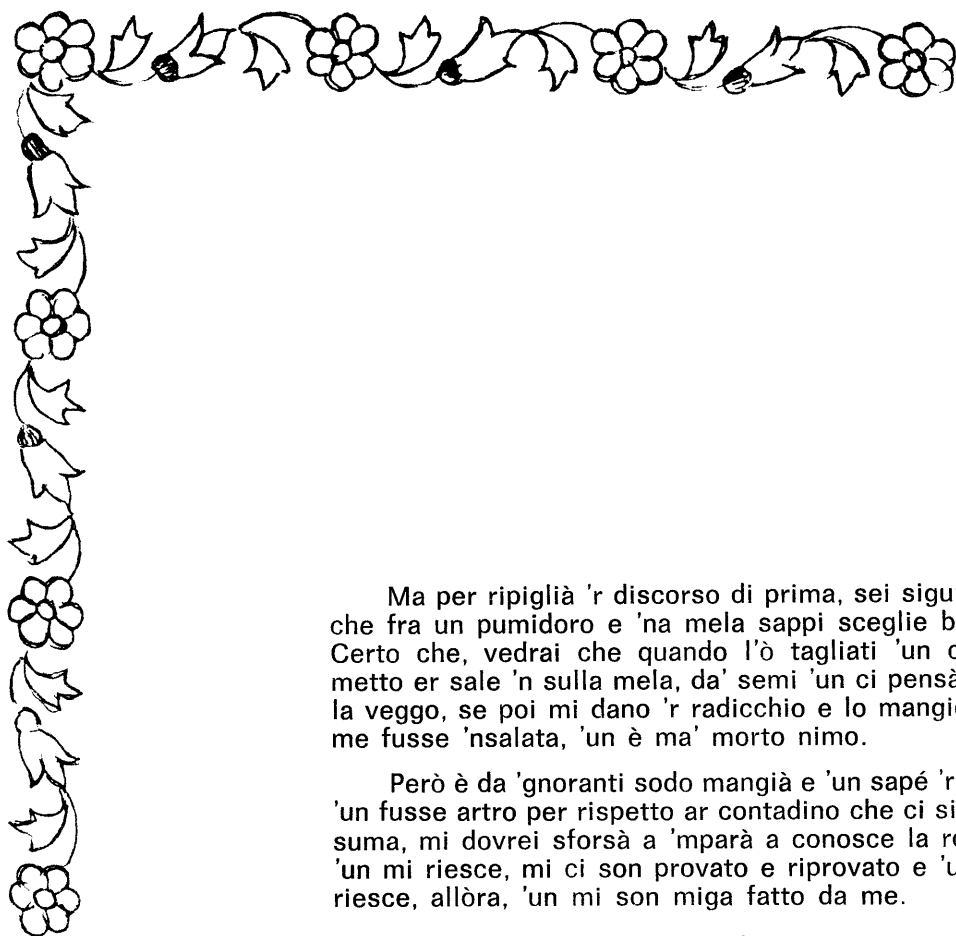 Ma per ripiglià 'r discorso di prima, sei sigu
che fra un pumidoro e 'na mela sappi sceglie b
Certo che, vedrai che quando l'ò tagliati 'un c
metto er sale 'n sulla mela, da' semi 'un ci pensà
la veggo, se poi mi dano 'r radicchio e lo mangi
me fusse 'nsalata, 'un è ma' morto nimo.
Però è da 'gnoranti sodo mangià e 'un sapé 'r
'un fusse artro per rispetto ar contadino che ci si
suma, mi dovrei sforsà a 'mparà a conosce la r
'un mi riesce, mi ci son provato e riprovato e 'u
riesce, allòra, 'un mi son miga fatto da me.